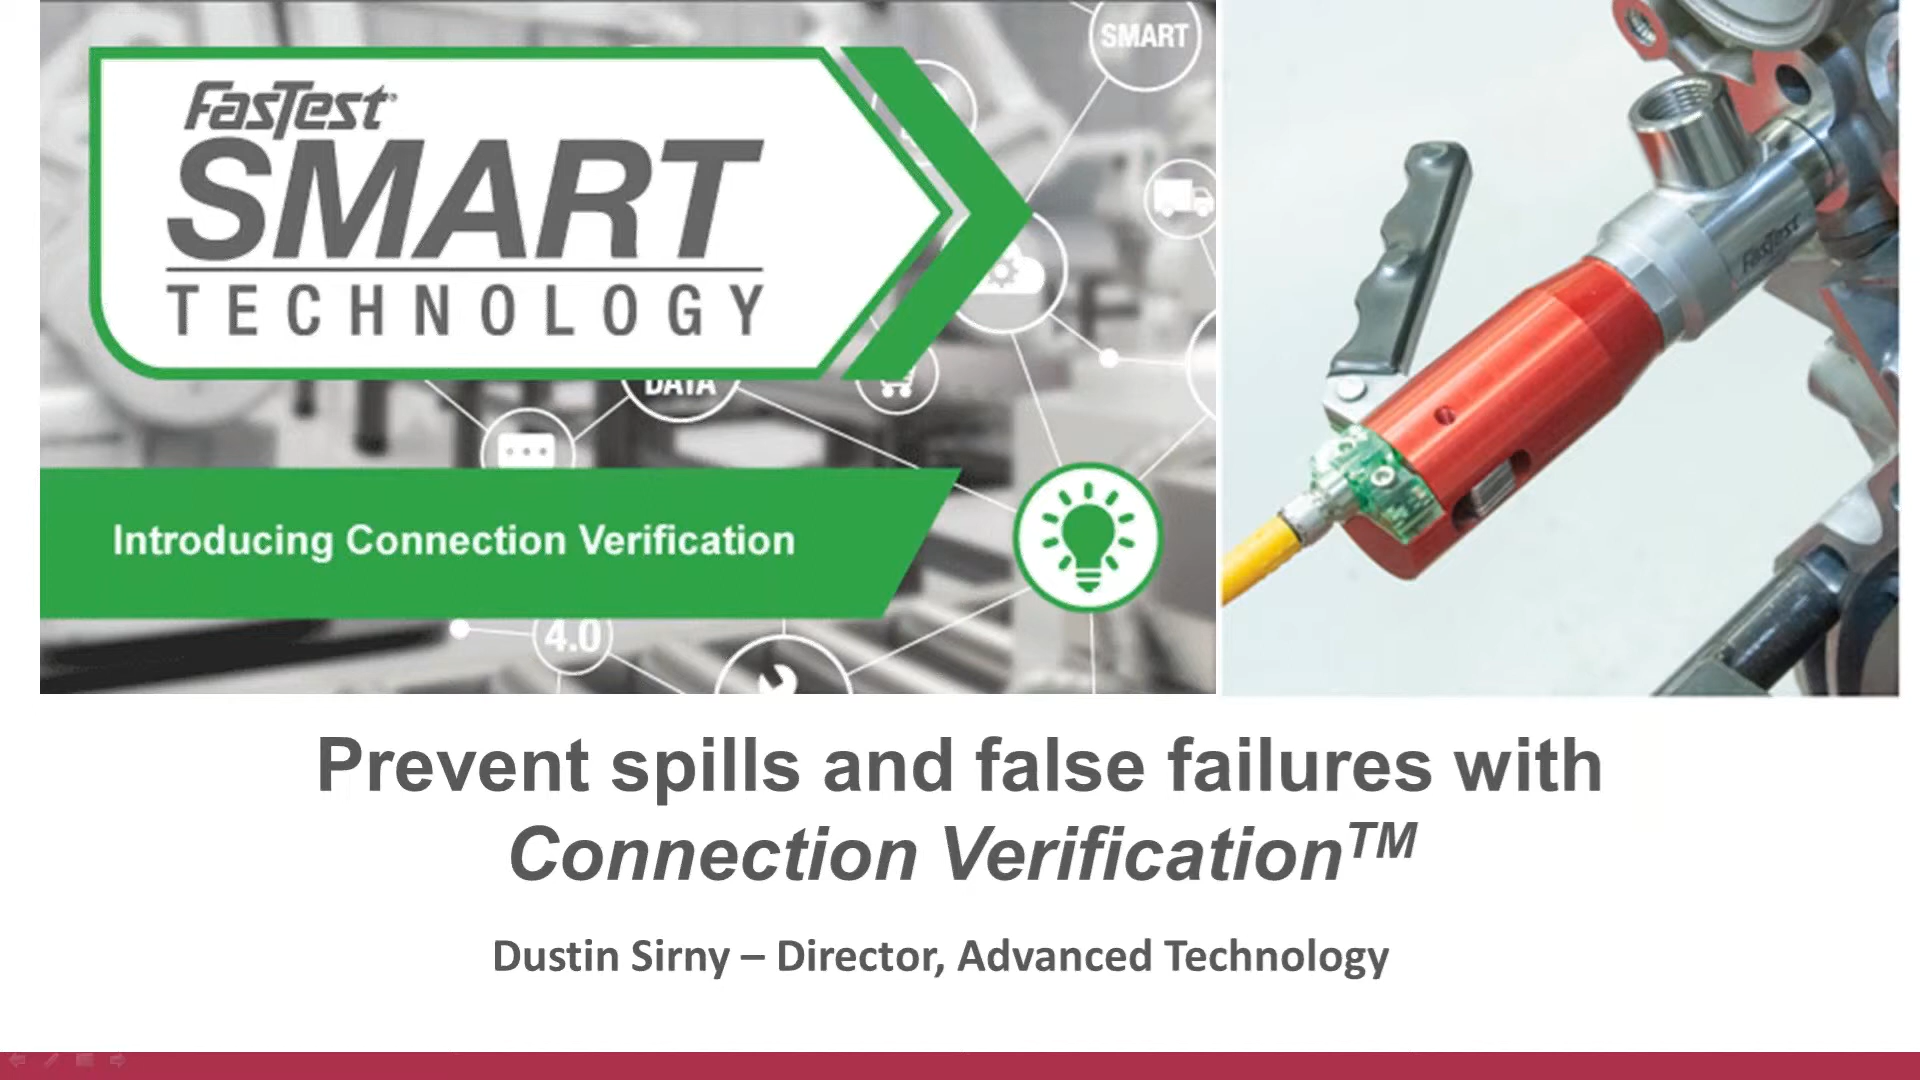 SMART
FasTest
SMART
TECHNOLOGY
DATA
Introducing Connection Verification
4.0
FasTest
Prevent spills and false failures with
Connection Verification™
Dustin Sirny – Director, Advanced Technology